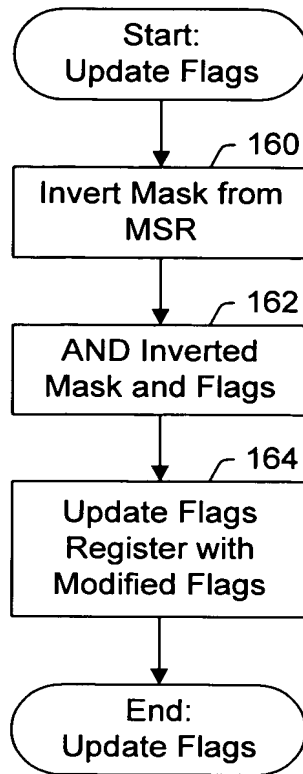 Start:
Update Flags
160
Invert Mask from
MSR
162
AND Inverted
Mask and Flags
164
Update Flags
Register with
Modified Flags
End:
Update Flags